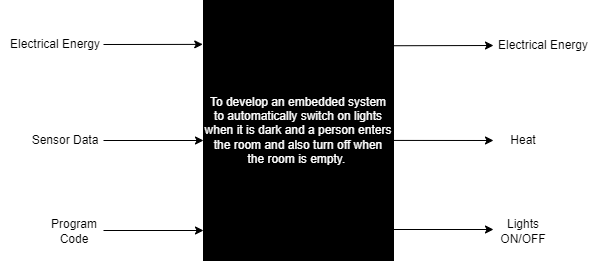 Electrical Energy
Sensor Data
Program
Code
To develop an embedded system
to automatically switch on lights
when it is dark and a person enters
the room and also turn off when
the room is empty.
Electrical Energy
Heat
Lights
ON/OFF